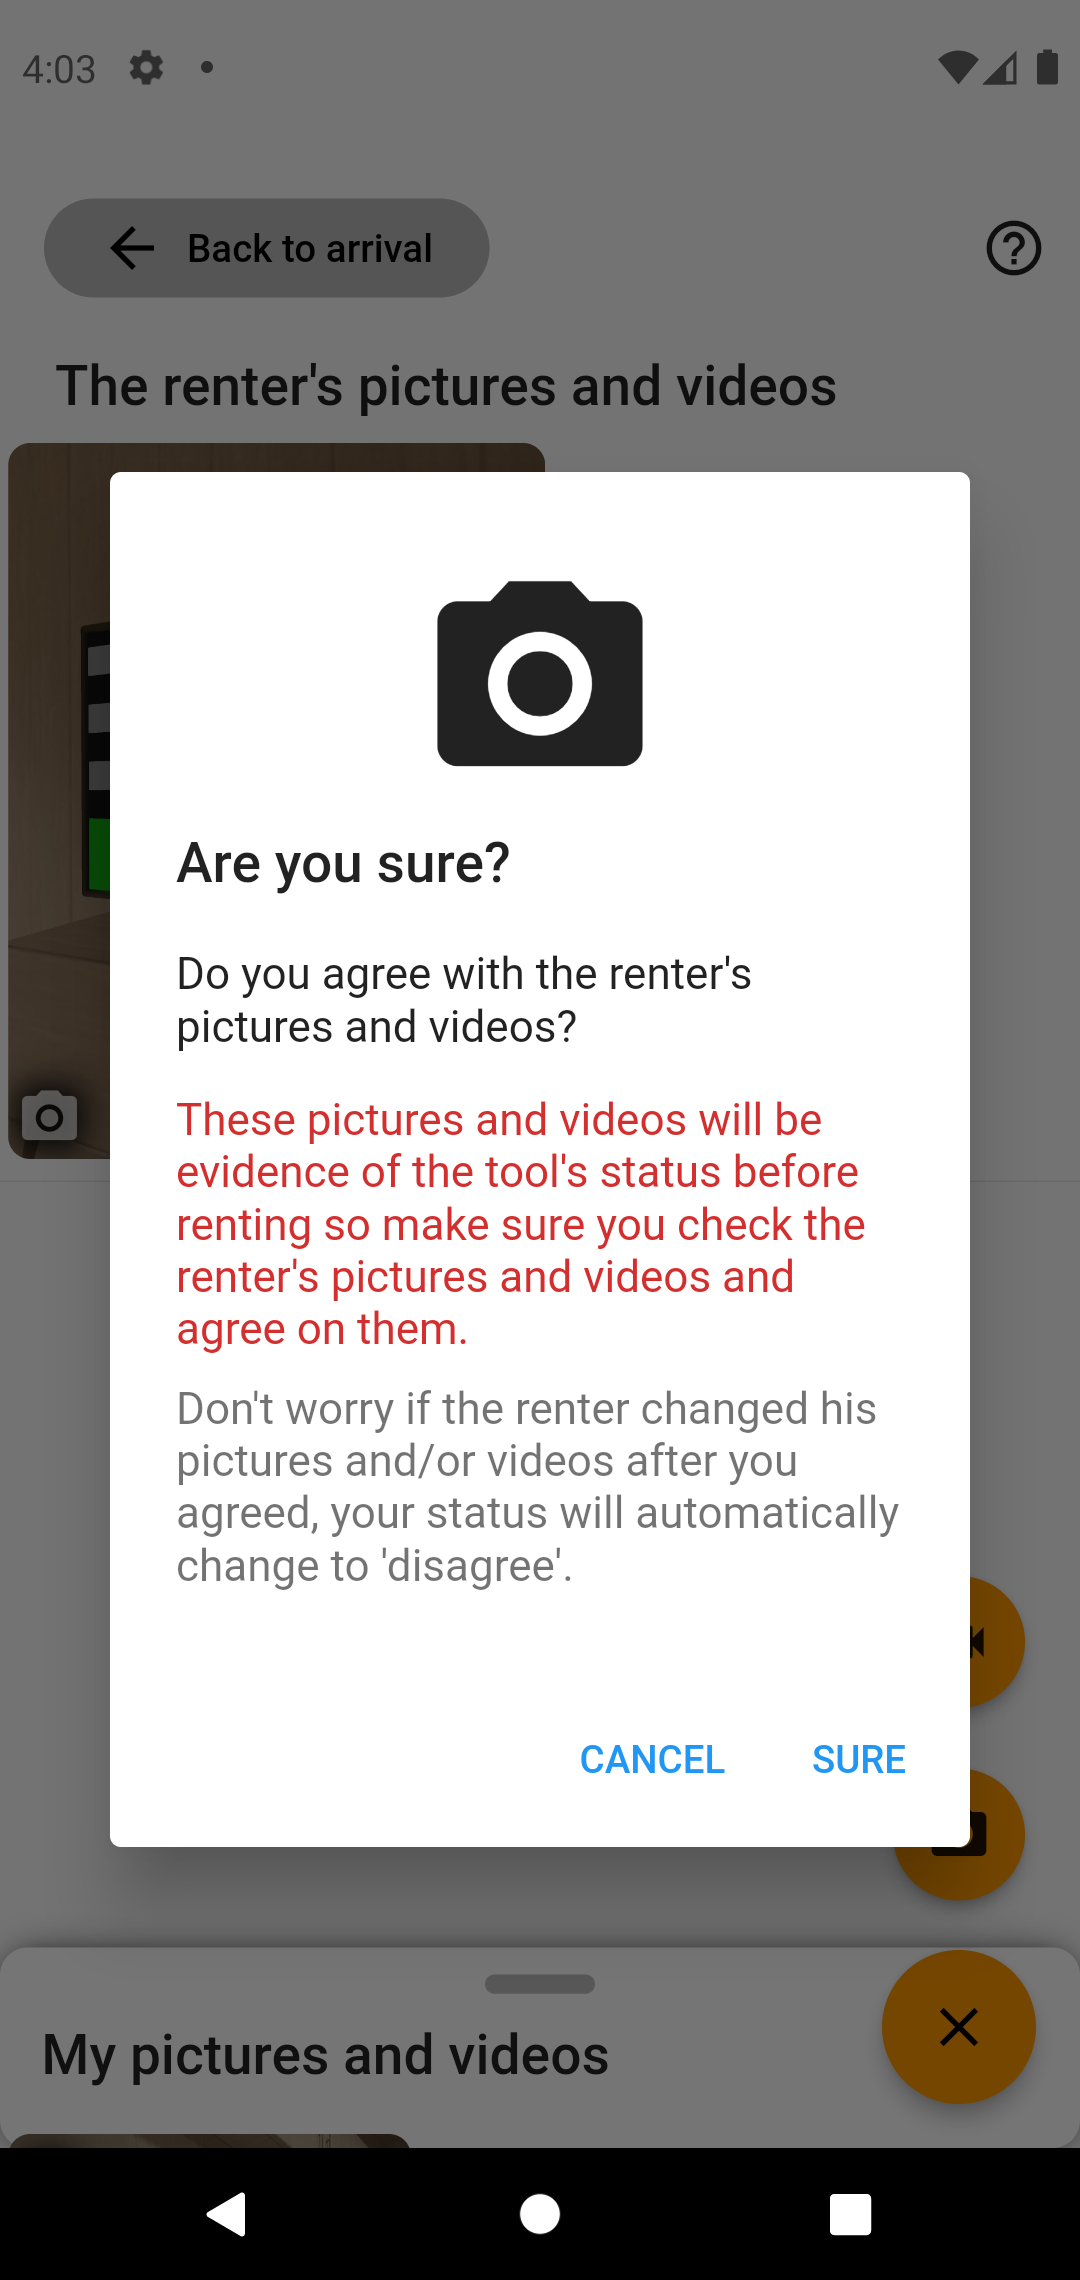 4:03
Back to arrival
The renter's pictures and videos
Are you sure?
Do you agree with the renter's
pictures and videos?
These pictures and videos will be
evidence of the tool's status before
renting so make sure you check the
renter's pictures and videos and
agree on them.
Don't worry if the renter changed his
pictures and/or videos after you
agreed, your status will automatically
change to 'disagree'.
CANCEL SURE
My pictures and videos